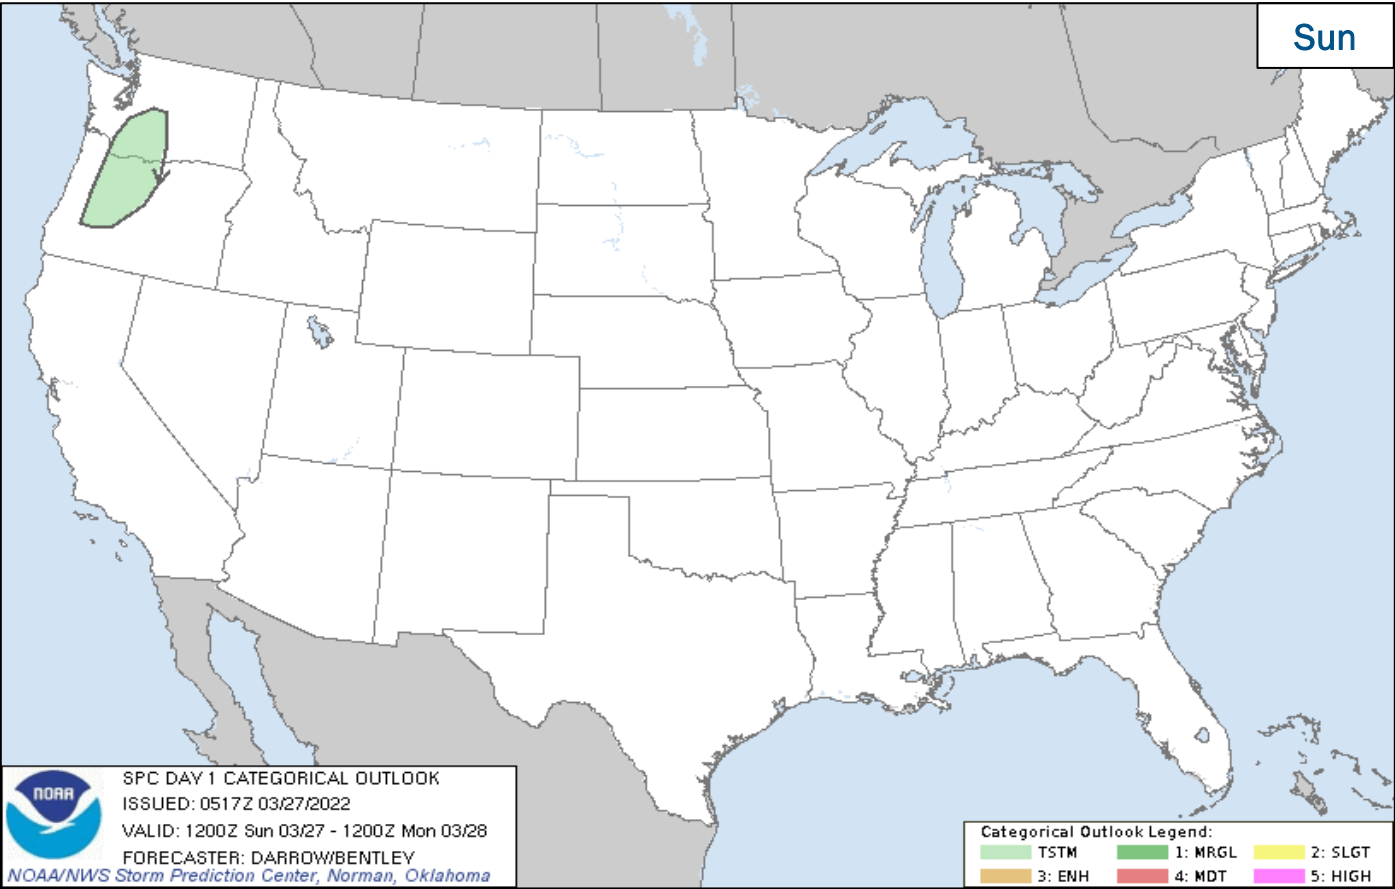 Sun
SPC DAY 1 CATEGORICAL OUTLOOK
ISSUED: 0517Z 03/27/2022
VALID: 1200Z Sun 03/27 - 1200Z Mon 03/28
FORECASTER: DARROW/BENTLEY
NOAA/NWS Storm Prediction Center, Norman, Oklahoma
NOAA
Categorical Outlook Legend:
TSTM 1: MRGL 2: SLGT
3: ENH 4: MDT 5: HIGH